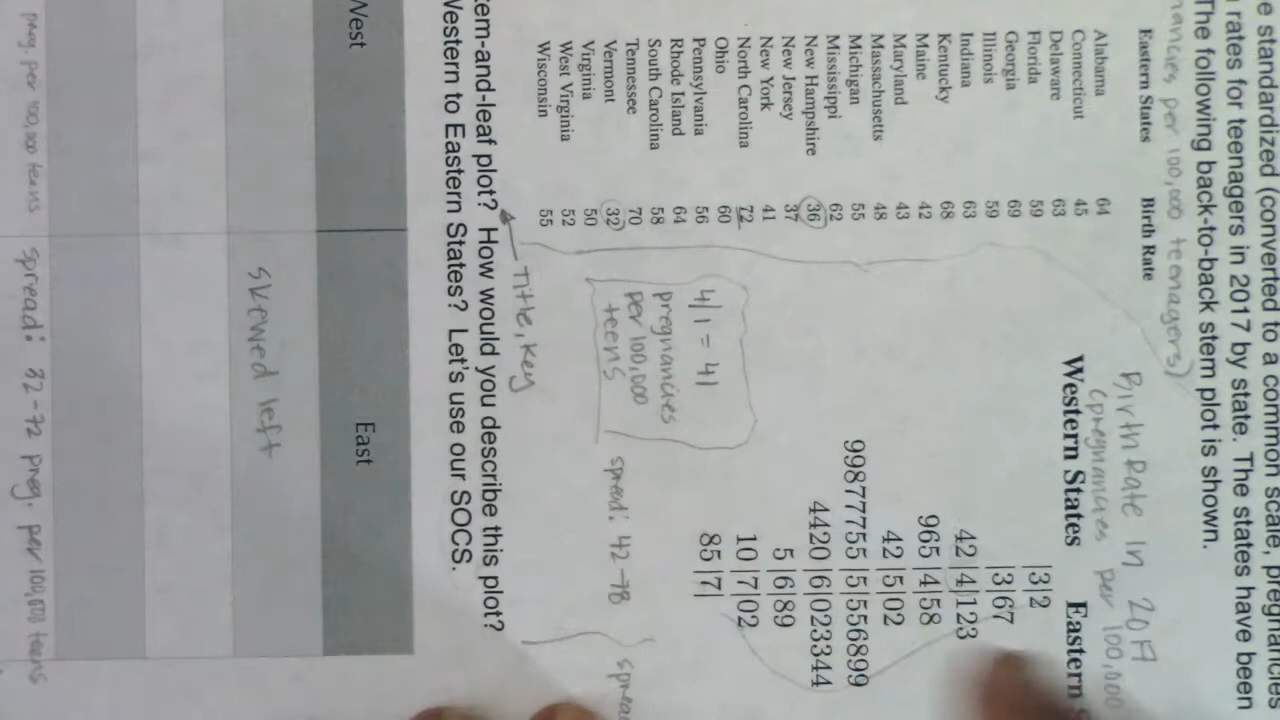 e standardized (converted to a common scale, pregnancies
rates for teenagers in 2017 by state. The states have been
The following back-to-back stem plot is shown.
nancies per 100,000 teenagers)
Eastern States Birth Rate
Alabama 64
Connecticut 45
Delaware 63
Florida 59
Georgia 69
Illinois 59
Indiana 63
Kentucky 68
Maine 42
Maryland 43
Massachusetts 48
Michigan 55
Mississippi 62
New Hampshire 36
New Jersey 37
New York 41
North Carolina 72
Ohio 60
Pennsylvania 56
Rhode Island 64
South Carolina 58
Tennessee 70
Vermont 32
Virginia 50
West Virginia 52
Wisconsin 55
Birth Rate in 2017
(pregnancies per 100,000
Western States Eastern S
|3|2
|3|67
42|4|123
965|4|58
42|5|02
99877755|5|556899
4420|6|023344
5|6|89
10|7|02
85|7|
4/1 = 41
pregnancies
per 100,000
teens
spread: 42-78 } sprea
Title, key
tem-and-leaf plot? How would you describe this plot?
Western to Eastern States? Let's use our SOCS.
West East
skewed left
preg. per 100,000 teens spread: 32-72 preg. per 100,000 teens